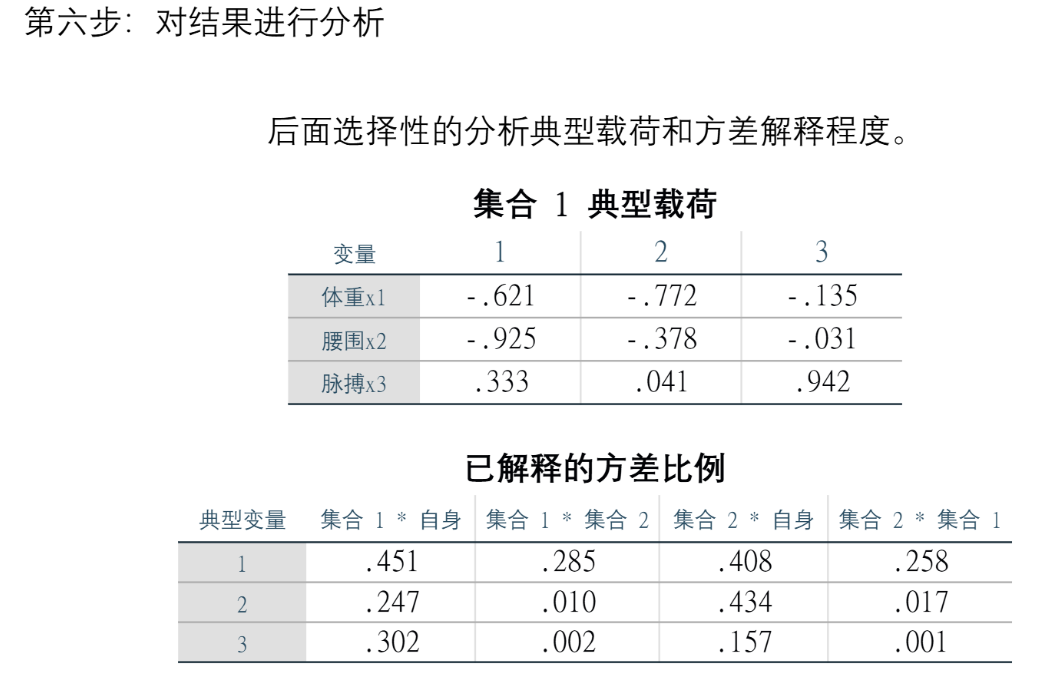 第六步：对结果进行分析
后面选择性的分析典型载荷和方差解释程度。
集合 1 典型载荷
变量 1 2 3
体重x1 -.621 -.772 -.135
腰围x2 -.925 -.378 -.031
脉搏x3 .333 .041 .942
已解释的方差比例
典型变量 集合 1 * 自身 集合 1 * 集合 2 集合 2 * 自身 集合 2 * 集合 1
1 .451 .285 .408 .258
2 .247 .010 .434 .017
3 .302 .002 .157 .001